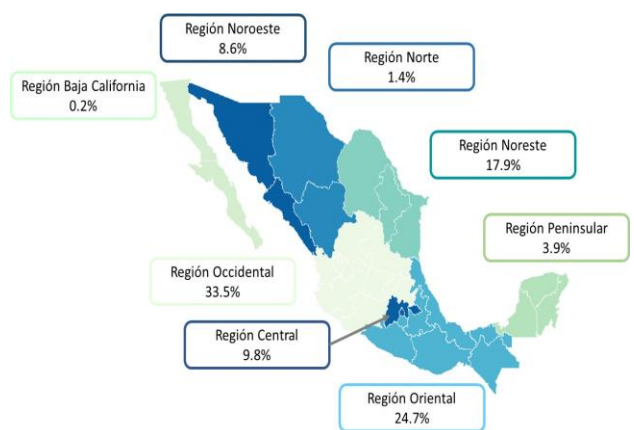 Región Noroeste
8.6%
Región Norte
1.4%
Región Baja California
0.2%
Región Noreste
17.9%
Región Peninsular
3.9%
Región Occidental
33.5%
Región Central
9.8%
Región Oriental
24.7%